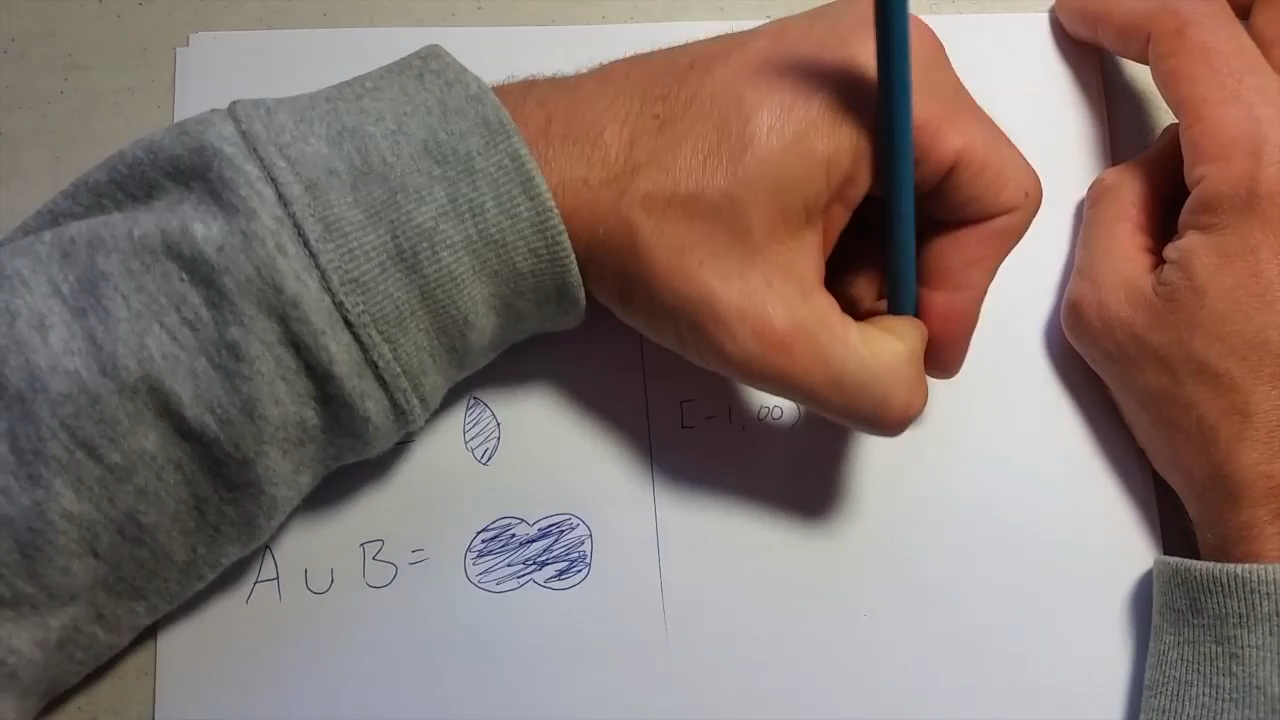 [-1, ∞)
A ∪ B =